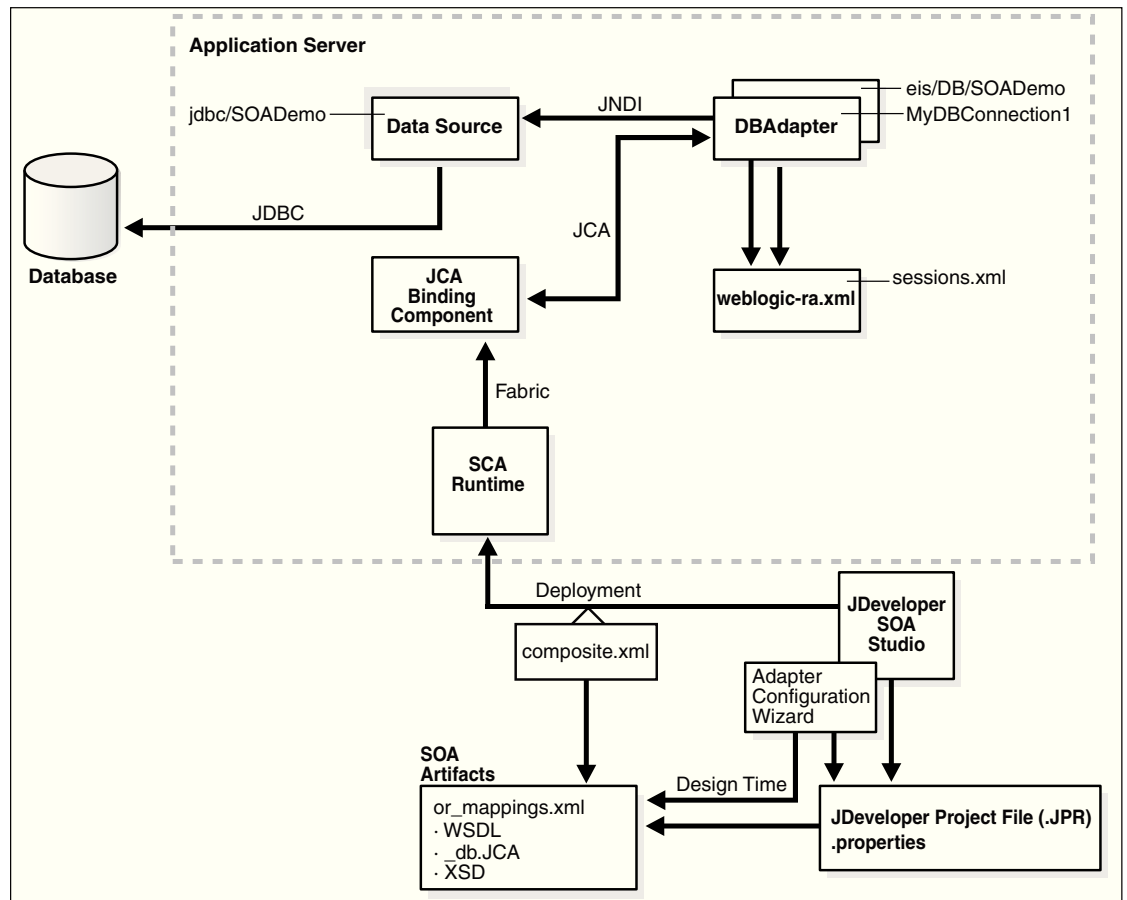 Application Server
eis/DB/SOADemo
JNDI
jdbc/SOADemo
MyDBConnection1
Data Source
DBAdapter
JDBC
JCA
Database
JCA
Binding
Component
sessions.xml
weblogic-ra.xml
Fabric
SCA
Runtime
Deployment
JDeveloper
SOA
Studio
composite.xml
Adapter
Configuration
Wizard
SOA
Artifacts
Design Time
or_mappings.xml
· WSDL
· _db.JCA
· XSD
JDeveloper Project File (.JPR)
.properties